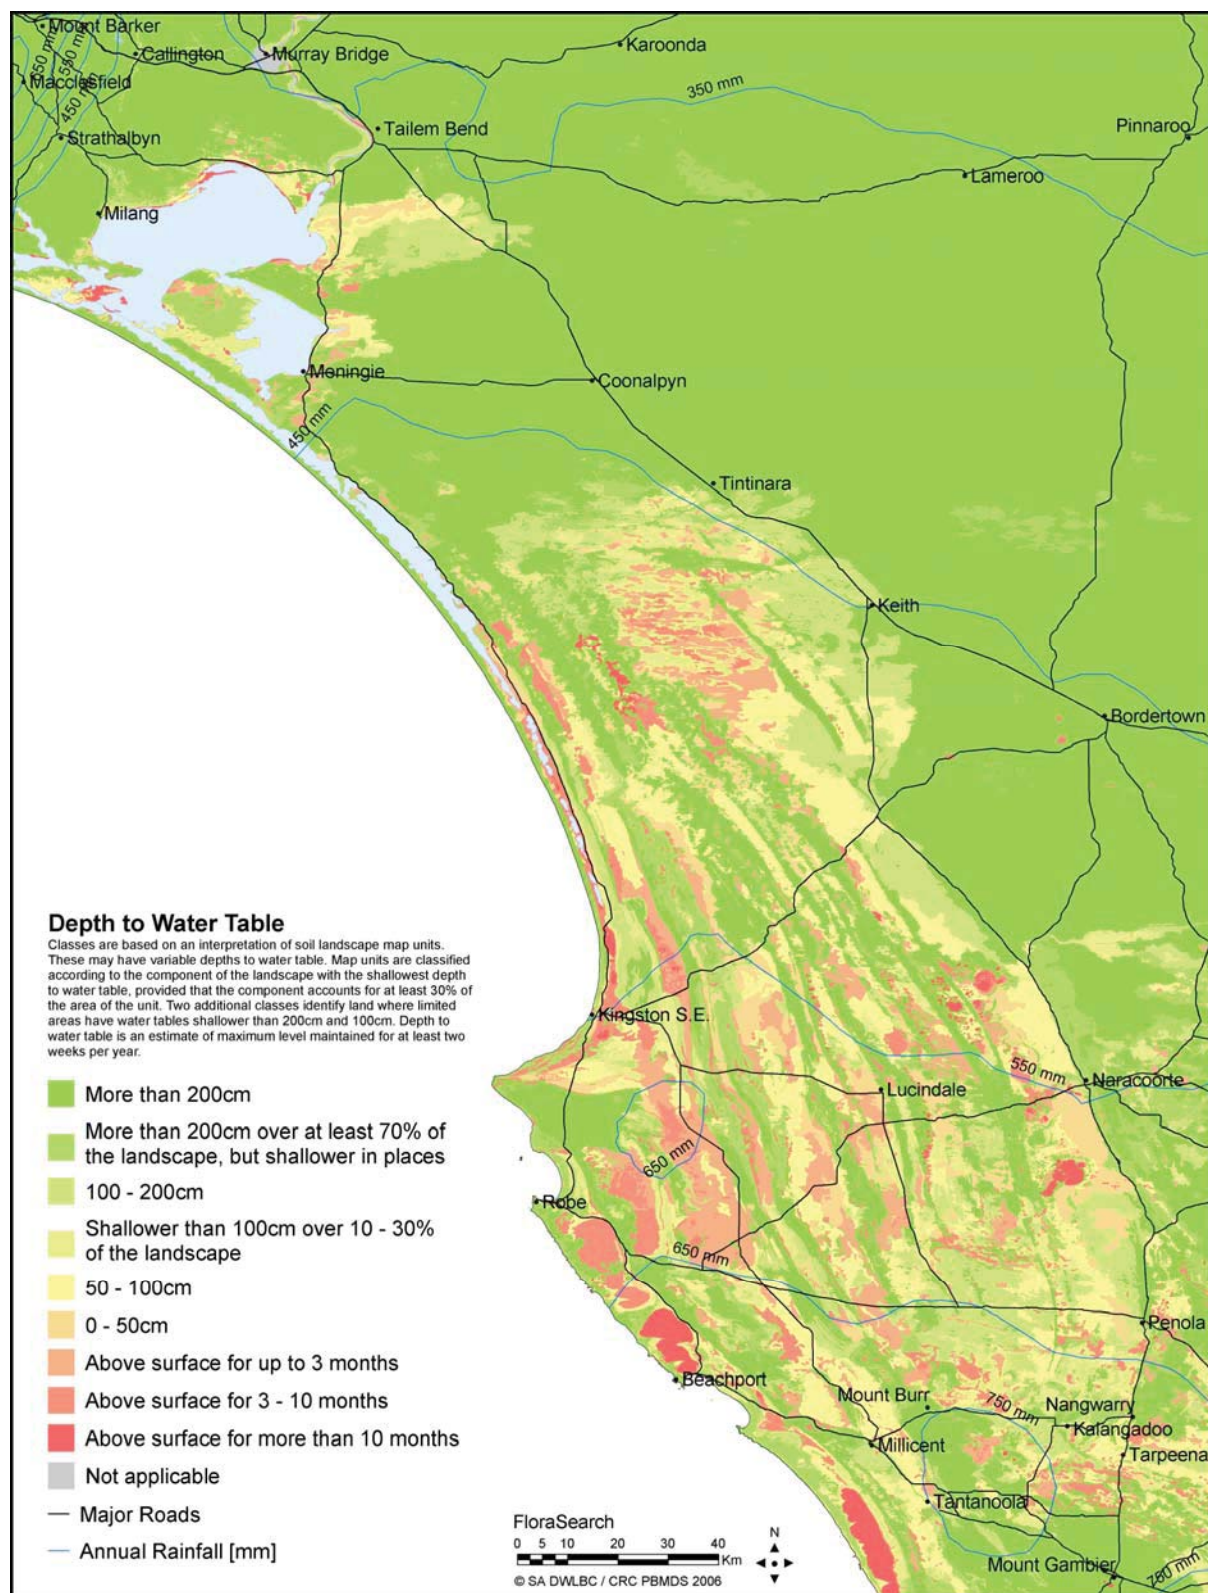 Mount Barker
Callington
Murray Bridge
Karoonda
650 mm
550 mm
450 mm
Macclesfield
350 mm
Strathalbyn
Tailem Bend
Pinnaroo
Lameroo
Milang
Meningie
Coonalpyn
450 mm
Tintinara
Keith
Bordertown
Depth to Water Table
Classes are based on an interpretation of soil landscape map units.
These may have variable depths to water table. Map units are classified
according to the component of the landscape with the shallowest depth
to water table, provided that the component accounts for at least 30% of
the area of the unit. Two additional classes identify land where limited
areas have water tables shallower than 200cm and 100cm. Depth to
water table is an estimate of maximum level maintained for at least two
weeks per year.
More than 200cm
More than 200cm over at least 70% of
the landscape, but shallower in places
100 - 200cm
Shallower than 100cm over 10 - 30%
of the landscape
50 - 100cm
0 - 50cm
Above surface for up to 3 months
Above surface for 3 - 10 months
Above surface for more than 10 months
Not applicable
Major Roads
Annual Rainfall [mm]
Kingston S.E.
550 mm
Naracoorte
Lucindale
650 mm
Robe
650 mm
Penola
Beachport
Mount Burr
750 mm
Nangwarry
Kalangadoo
Millicent
Tarpeena
Tantanoola
Mount Gambier
750 mm
FloraSearch
0 5 10 20 30 40
Km
N
© SA DWLBC / CRC PBMDS 2006